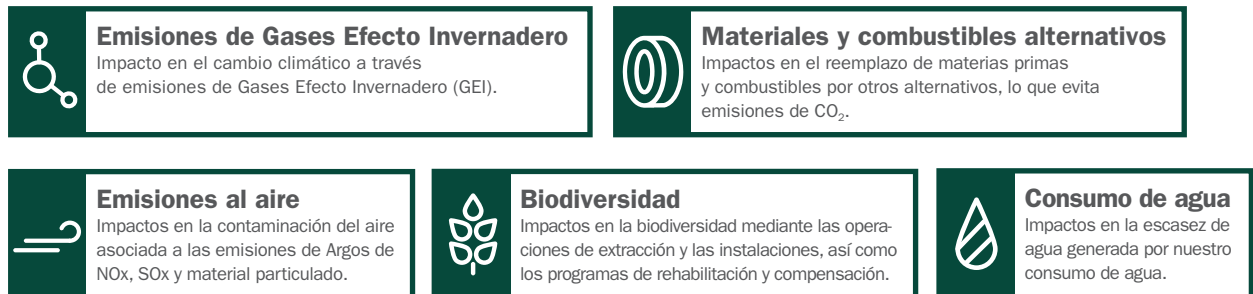 Emisiones de Gases Efecto Invernadero
Impacto en el cambio climático a través
de emisiones de Gases Efecto Invernadero (GEI).
Materiales y combustibles alternativos
Impactos en el reemplazo de materias primas
y combustibles por otros alternativos, lo que evita
emisiones de CO₂.
Emisiones al aire
Impactos en la contaminación del aire
asociada a las emisiones de Argos de
NOx, SOx y material particulado.
Biodiversidad
Impactos en la biodiversidad mediante las opera-
ciones de extracción y las instalaciones, así como
los programas de rehabilitación y compensación.
Consumo de agua
Impactos en la escasez de
agua generada por nuestro
consumo de agua.